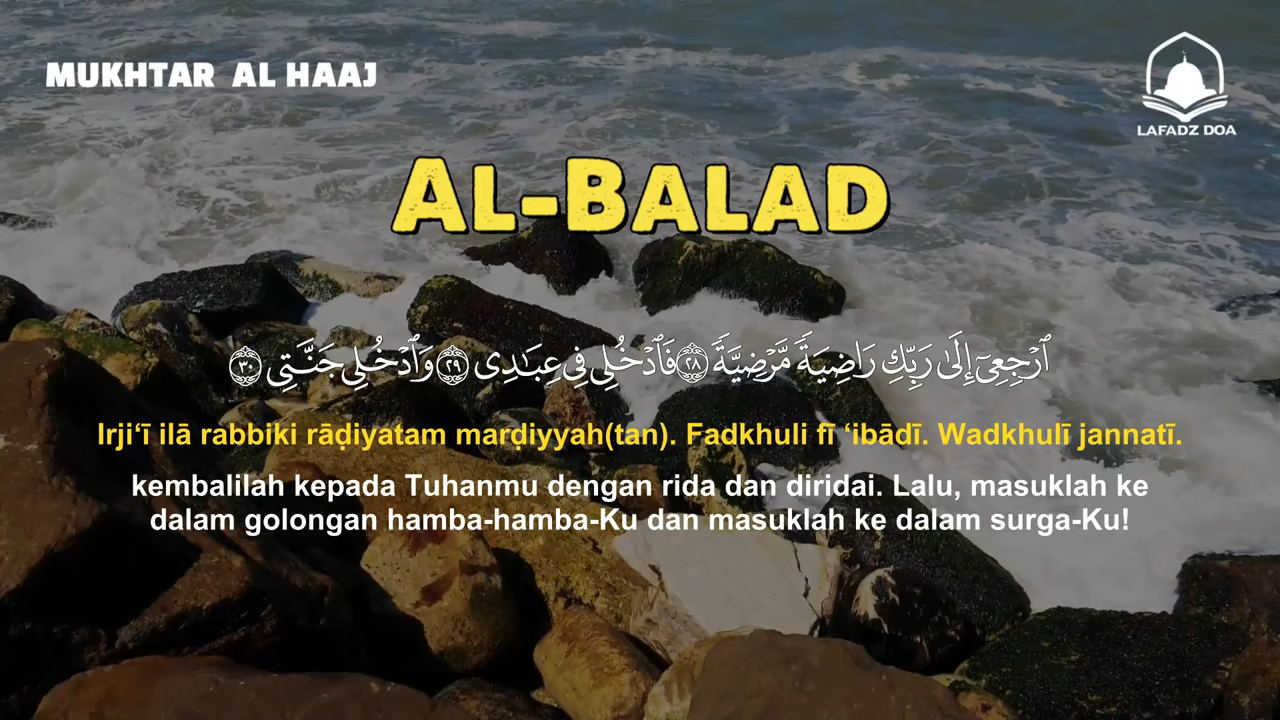 MUKHTAR AL HAAJ
LAFADZ DOA
AL-BALAD
ٱرْجِعِىٓ إِلَىٰ رَبِّكِ رَاضِيَةً مَّرْضِيَّةً ٢٨ فَٱدْخُلِى فِى عِبَـٰدِى ٢٩ وَٱدْخُلِى جَنَّتِى ٣٠
Irji‘ī ilā rabbiki rāḍiyatam marḍiyyah(tan). Fadkhuli fī ‘ibādī. Wadkhulī jannatī.
kembalilah kepada Tuhanmu dengan rida dan diridai. Lalu, masuklah ke
dalam golongan hamba-hamba-Ku dan masuklah ke dalam surga-Ku!